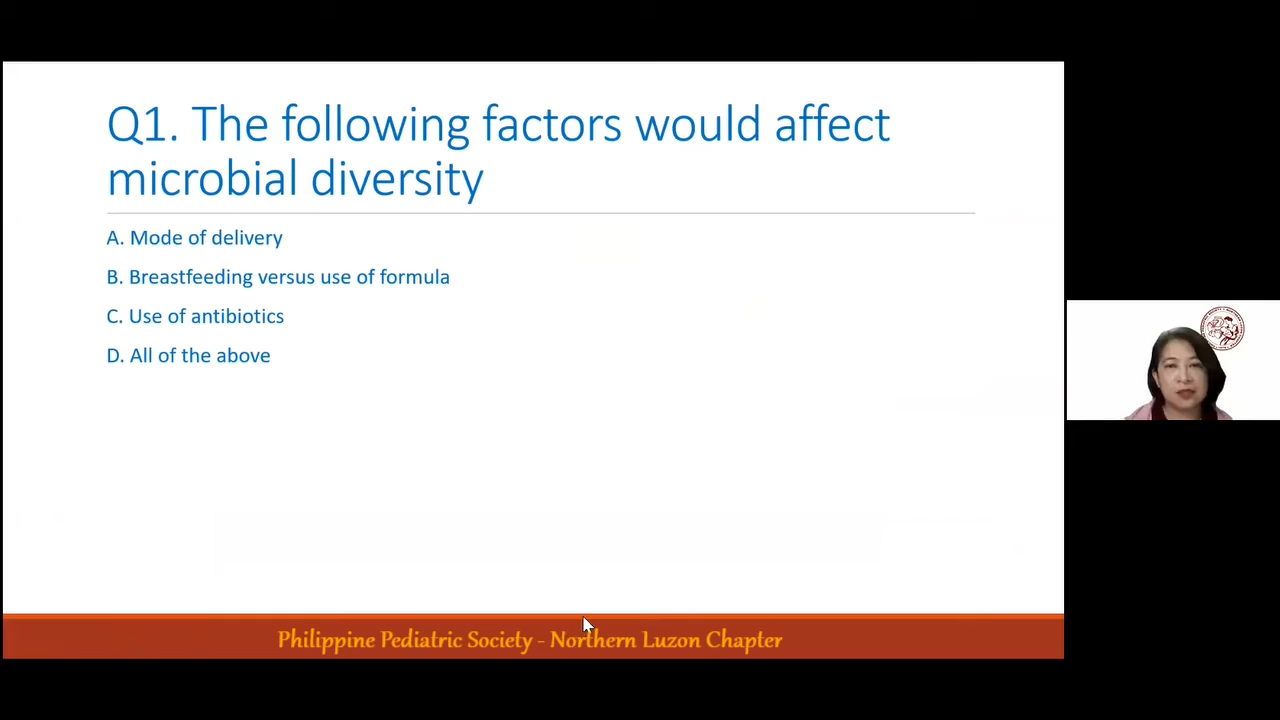 Q1. The following factors would affect
microbial diversity
A. Mode of delivery
B. Breastfeeding versus use of formula
C. Use of antibiotics
D. All of the above
Philippine Pediatric Society - Northern Luzon Chapter